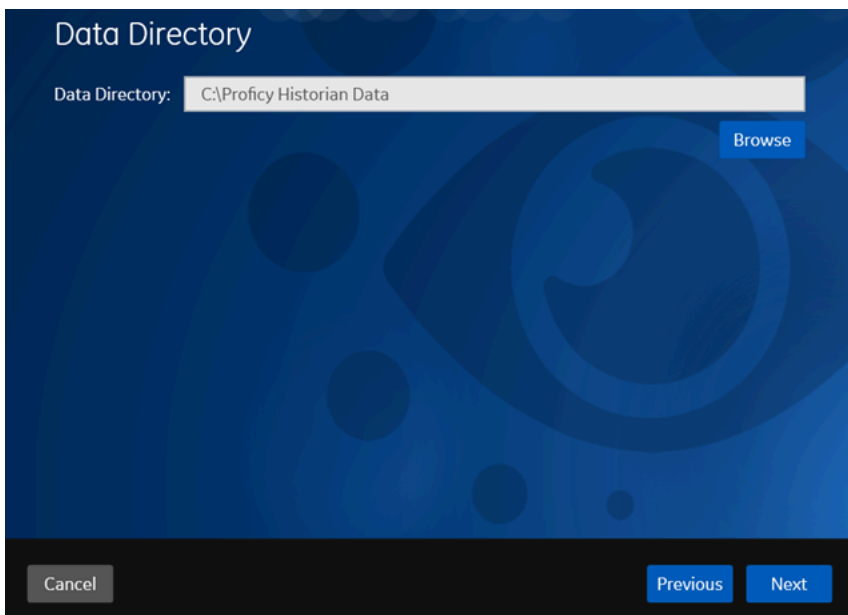 Data Directory
Data Directory: C:\Proficy Historian Data
Browse
Cancel Previous Next